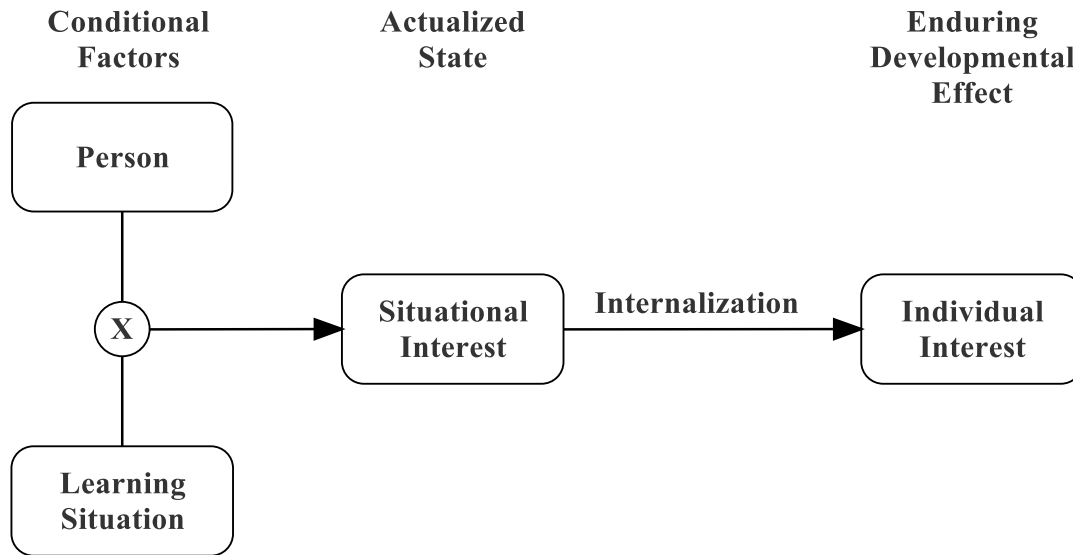 Conditional
Factors
Actualized
State
Enduring
Developmental
Effect
Person
X
Situational
Interest
Internalization
Individual
Interest
Learning
Situation